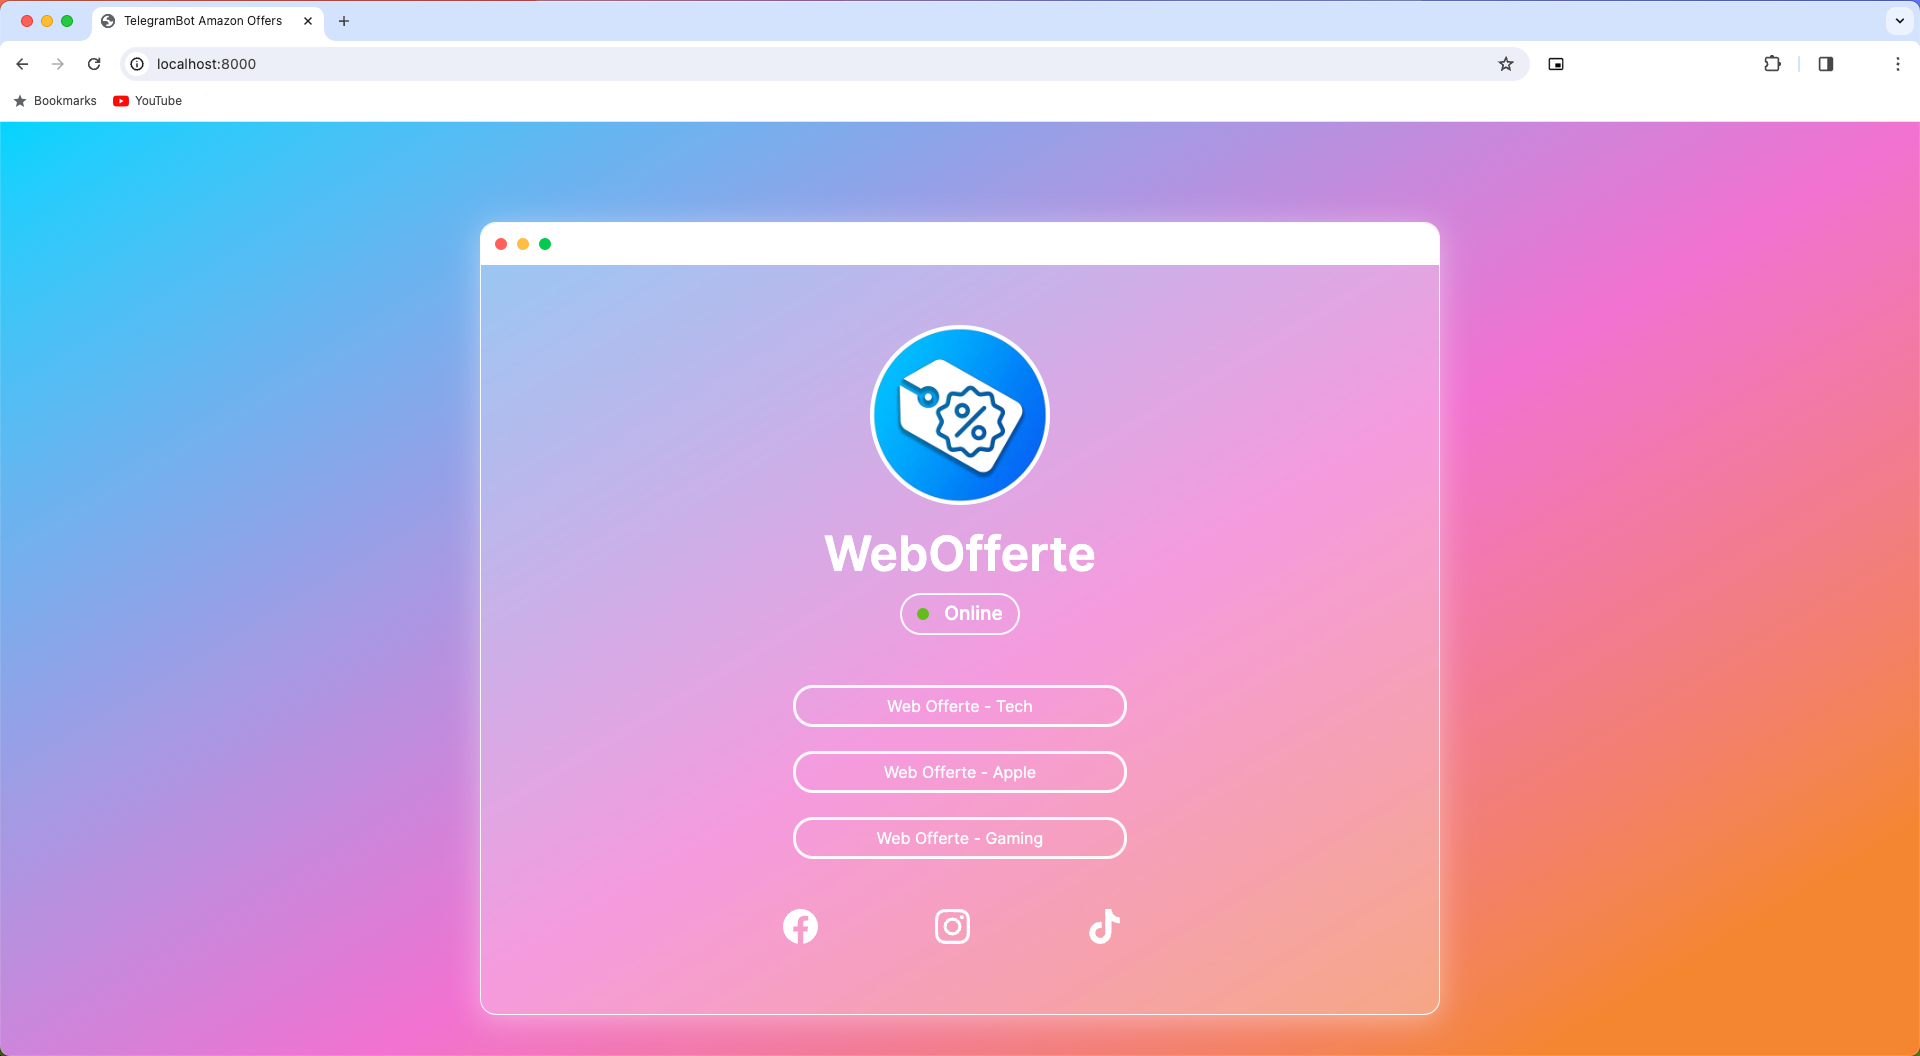 TelegramBot Amazon Offers
localhost:8000
Bookmarks YouTube
%
WebOfferte
Online
Web Offerte - Tech
Web Offerte - Apple
Web Offerte - Gaming